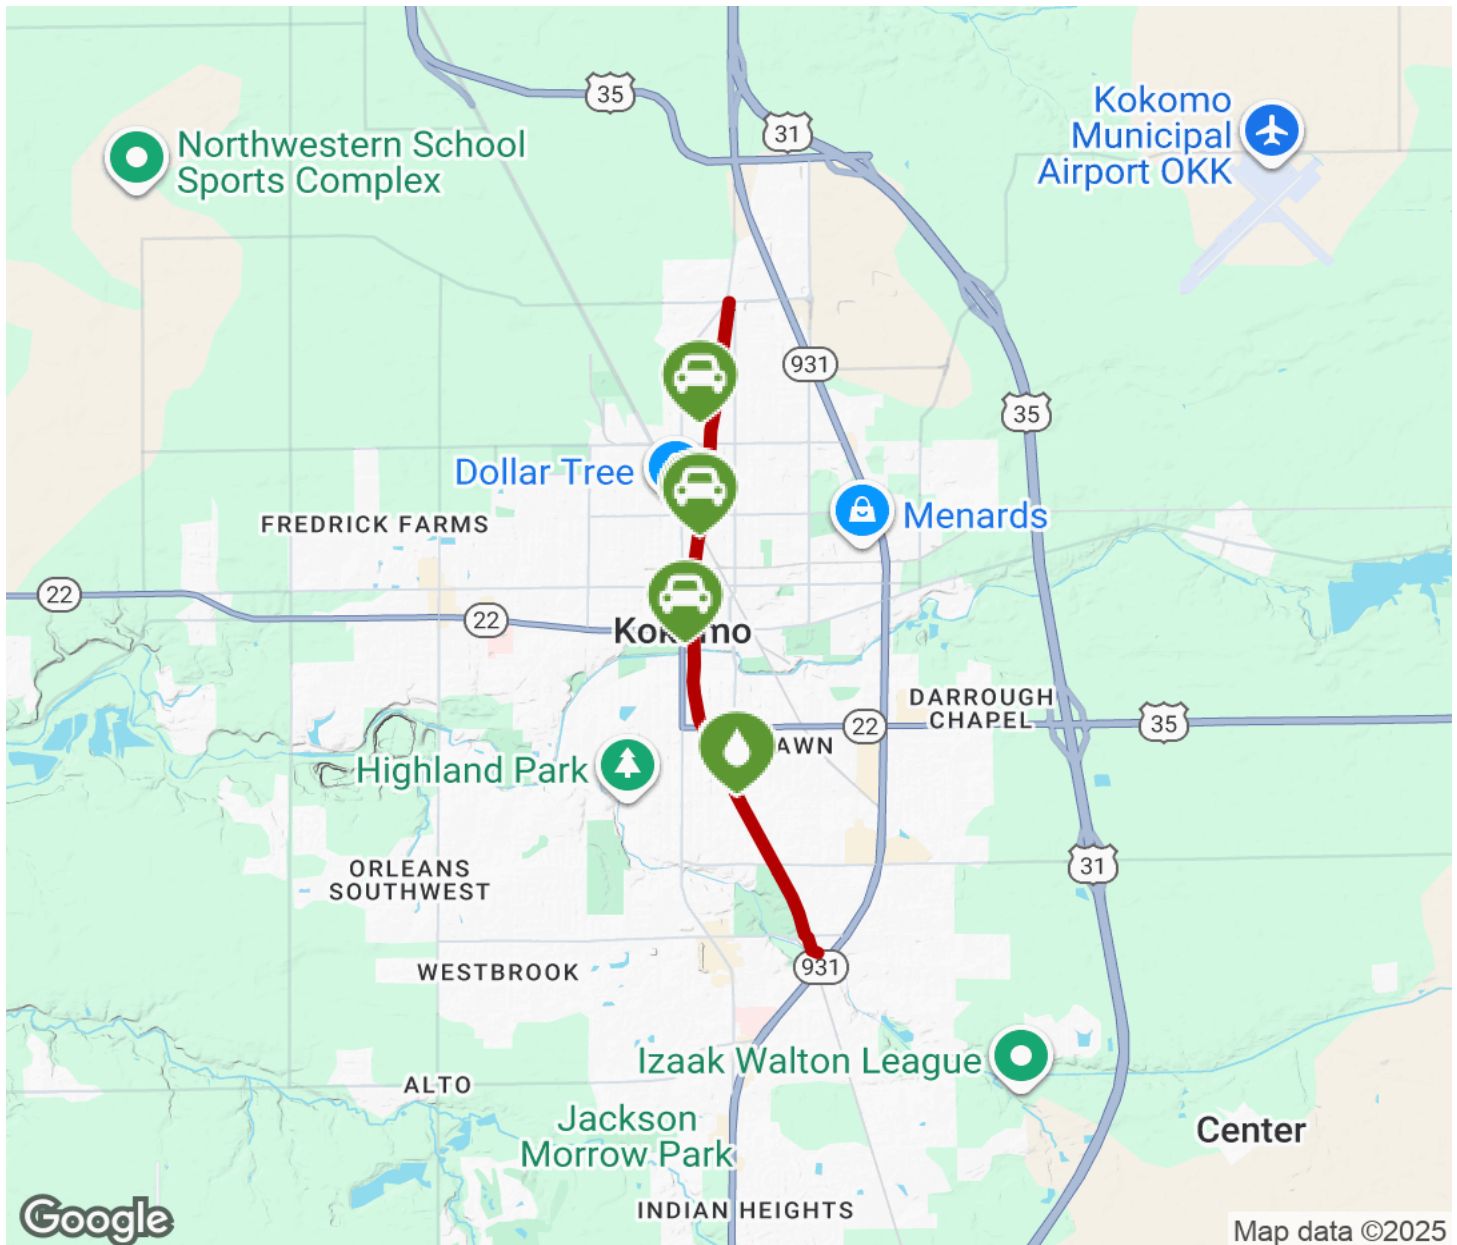 35
31
Kokomo
Municipal
Airport OKK
Northwestern School
Sports Complex
931
35
Dollar Tree
Menards
FREDRICK FARMS
22
22
DARROUGH
CHAPEL
22
35
AWN
Highland Park
31
ORLEANS
SOUTHWEST
931
WESTBROOK
Izaak Walton League
ALTO
Jackson
Morrow Park
Center
INDIAN HEIGHTS
Google
Map data ©2025